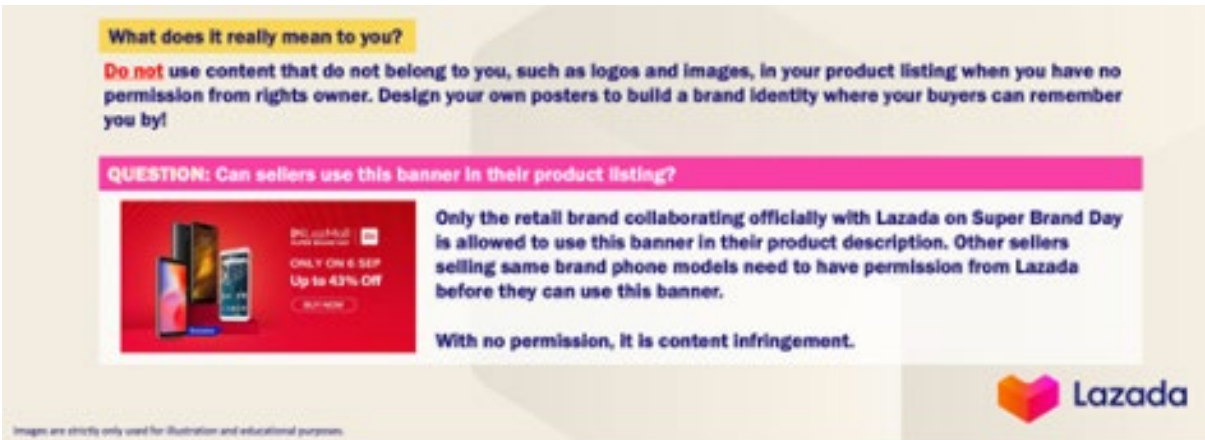 What does it really mean to you?
Do not use content that do not belong to you, such as logos and images, in your product listing when you have no
permission from rights owner. Design your own posters to build a brand identity where your buyers can remember
you by!
QUESTION: Can sellers use this banner in their product listing?
LazMall
SUPER BRAND DAY
ONLY ON 6 SEP
Up to 43% Off
BUY NOW
Only the retail brand collaborating officially with Lazada on Super Brand Day
is allowed to use this banner in their product description. Other sellers
selling same brand phone models need to have permission from Lazada
before they can use this banner.
With no permission, it is content infringement.
Lazada
Images are strictly only used for illustration and educational purposes.